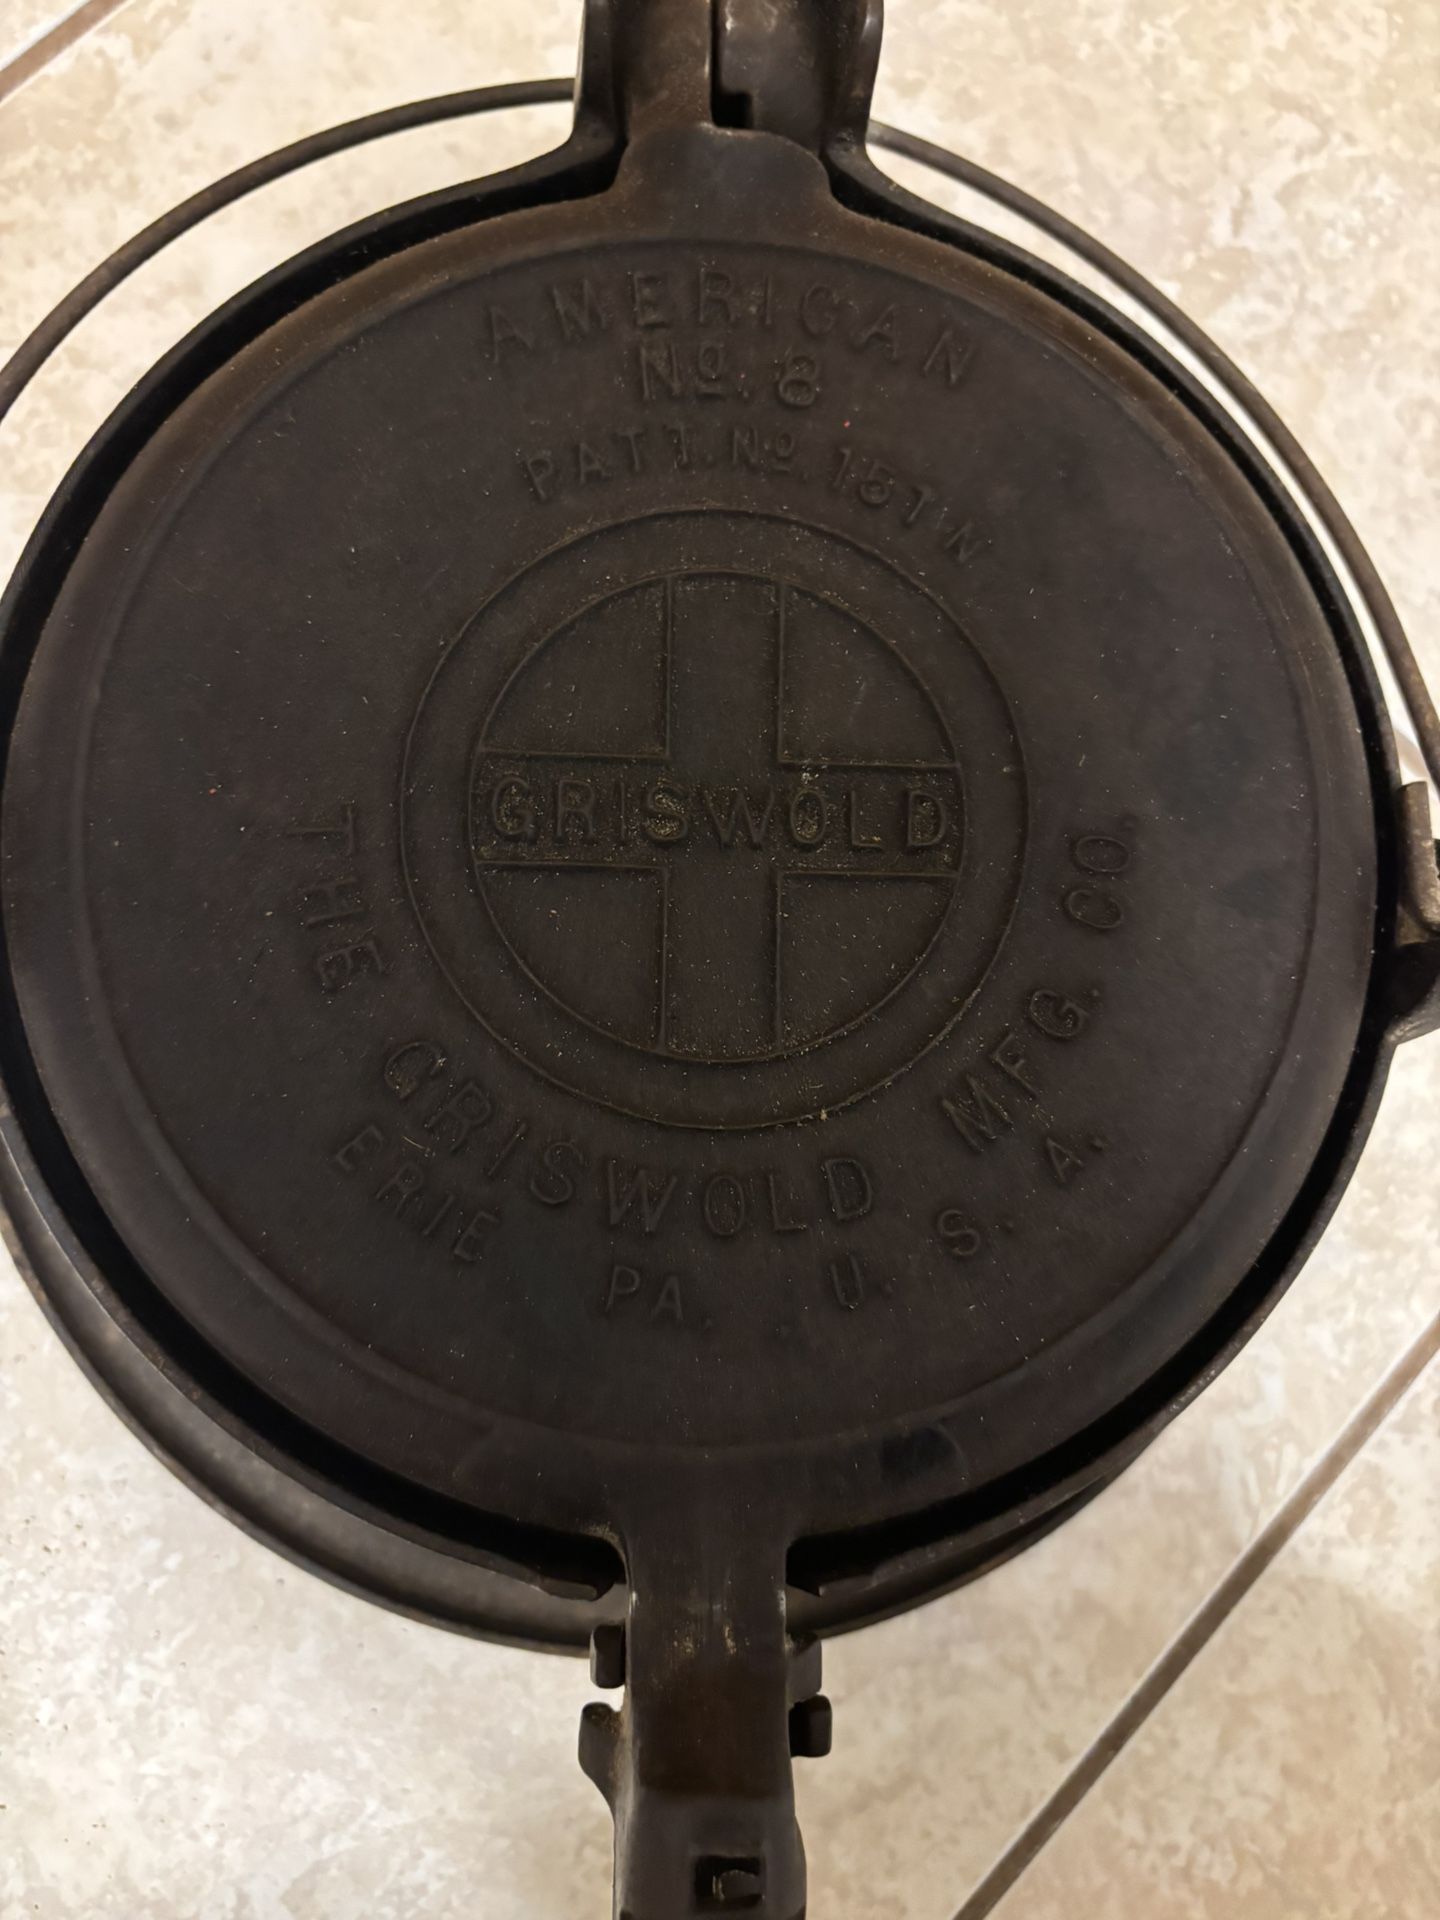 AMERICAN
No. 8
PATT. No. 151 N
GRISWOLD
THE GRISWOLD MFG. CO.
ERIE PA. U. S. A.